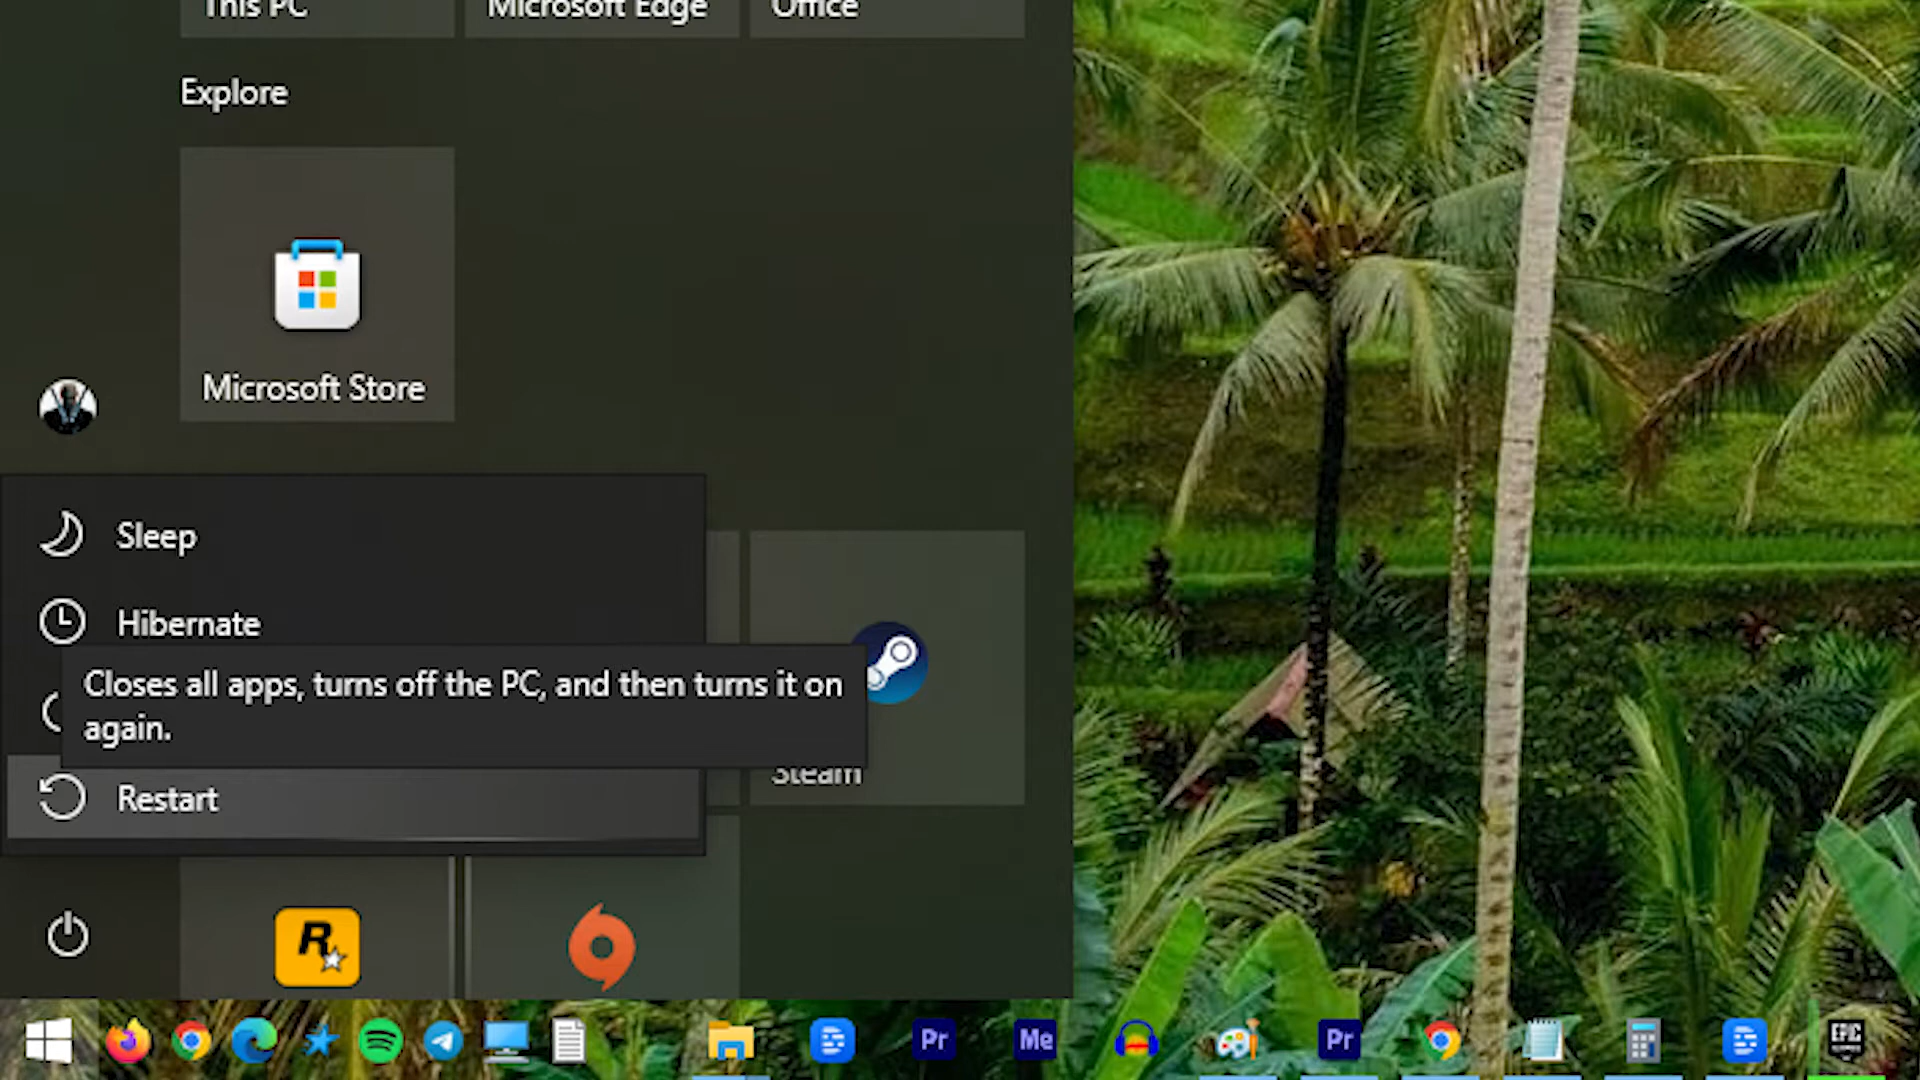 This PC
Microsoft Edge
Office
Explore
Microsoft Store
Sleep
Hibernate
Closes all apps, turns off the PC, and then turns it on
again.
Steam
Restart
R
Pr
Me
Pr
EPIC